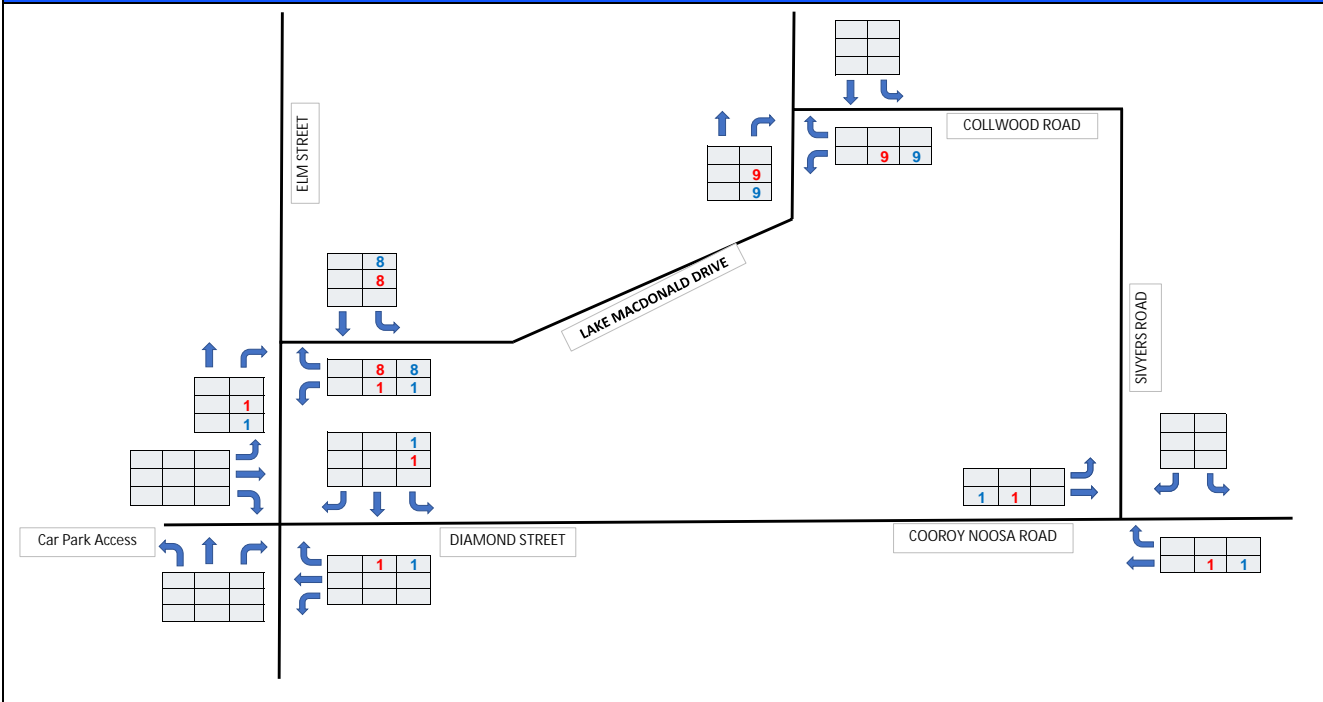 COLLWOOD ROAD
ELM STREET
9 9
9
9
8
8
LAKE MACDONALD DRIVE
SIVYERS ROAD
8 8
1 1
1
1
1
1
1 1
Car Park Access
DIAMOND STREET
COOROY NOOSA ROAD
1 1
1 1